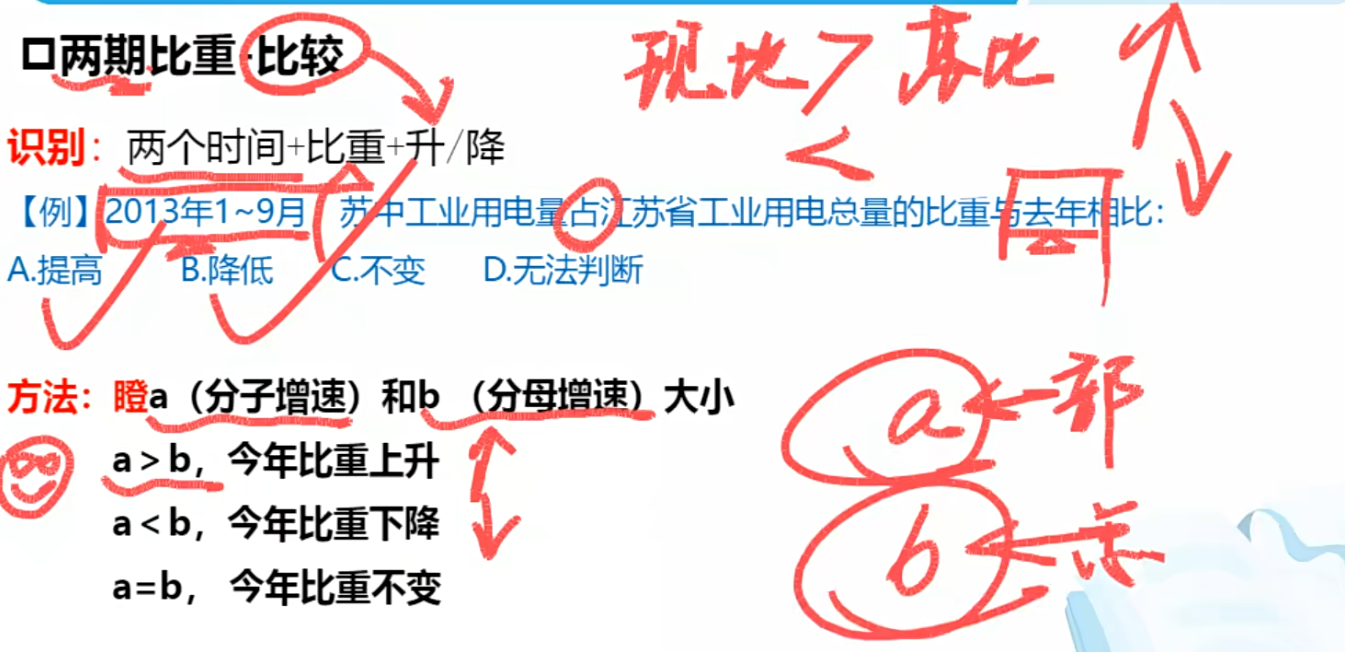 两期比重·比较
现比>基比
<
识别：两个时间+比重+升/降
【例】2013年1~9月，苏中工业用电量占江苏省工业用电总量的比重与去年相比：
A.提高 B.降低 C.不变 D.无法判断
方法：瞪a（分子增速）和b（分母增速）大小
a>b，今年比重上升
a<b，今年比重下降
a=b，今年比重不变
a←部
b←